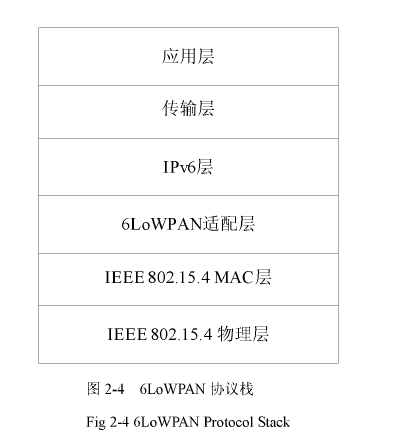 应用层
传输层
IPv6层
6LoWPAN适配层
IEEE 802.15.4 MAC层
IEEE 802.15.4 物理层
图 2-4 6LoWPAN 协议栈
Fig 2-4 6LoWPAN Protocol Stack